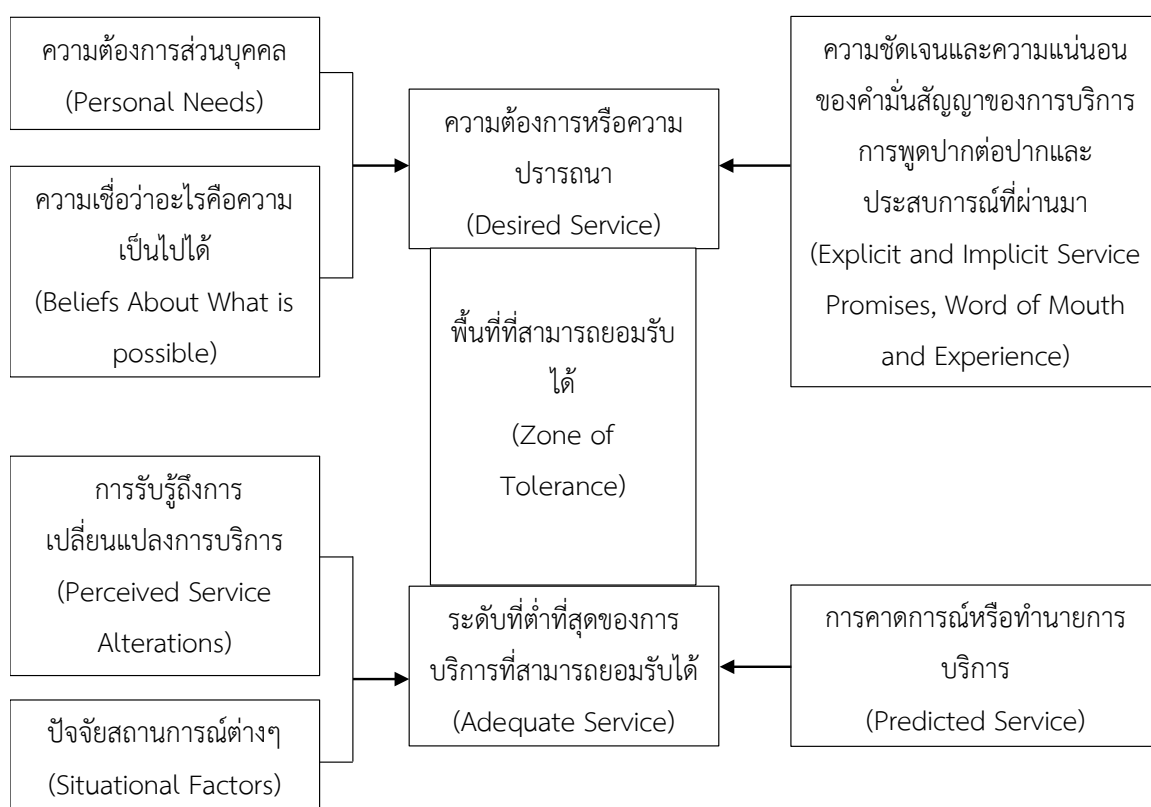 ความต้องการส่วนบุคคล
(Personal Needs)
ความเชื่อว่าอะไรคือความ
เป็นไปได้
(Beliefs About What is
possible)
ความต้องการหรือความ
ปรารถนา
(Desired Service)
ความชัดเจนและความแน่นอน
ของคำมั่นสัญญาของการบริการ
การพูดปากต่อปากและ
ประสบการณ์ที่ผ่านมา
(Explicit and Implicit Service
Promises, Word of Mouth
and Experience)
พื้นที่ที่สามารถยอมรับ
ได้
(Zone of
Tolerance)
การรับรู้ถึงการ
เปลี่ยนแปลงการบริการ
(Perceived Service
Alterations)
ปัจจัยสถานการณ์ต่างๆ
(Situational Factors)
ระดับที่ต่ำที่สุดของการ
บริการที่สามารถยอมรับได้
(Adequate Service)
การคาดการณ์หรือทำนายการ
บริการ
(Predicted Service)